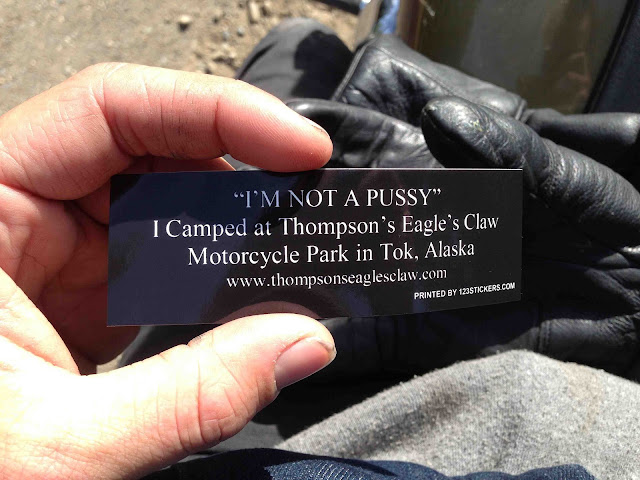 “I’M NOT A PUSSY”
I Camped at Thompson’s Eagle’s Claw
Motorcycle Park in Tok, Alaska
www.thompsonseaglesclaw.com
PRINTED BY 123STICKERS.COM